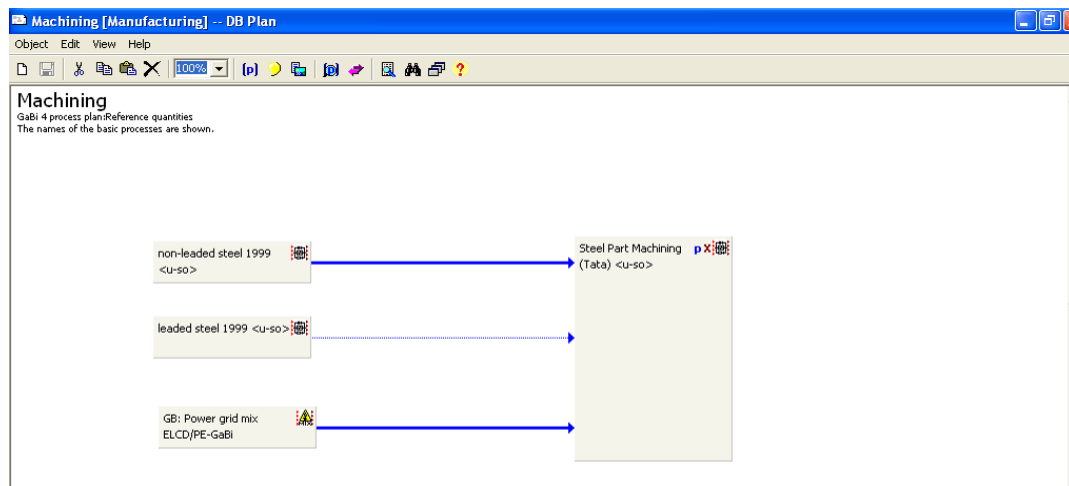 Machining [Manufacturing] -- DB Plan
Object Edit View Help
100%
(p)
(p)
?
Machining
GaBi 4 process plan:Reference quantities
The names of the basic processes are shown.
non-leaded steel 1999
<u-so>
Steel Part Machining p X
(Tata) <u-so>
leaded steel 1999 <u-so>
GB: Power grid mix
ELCD/PE-GaBi